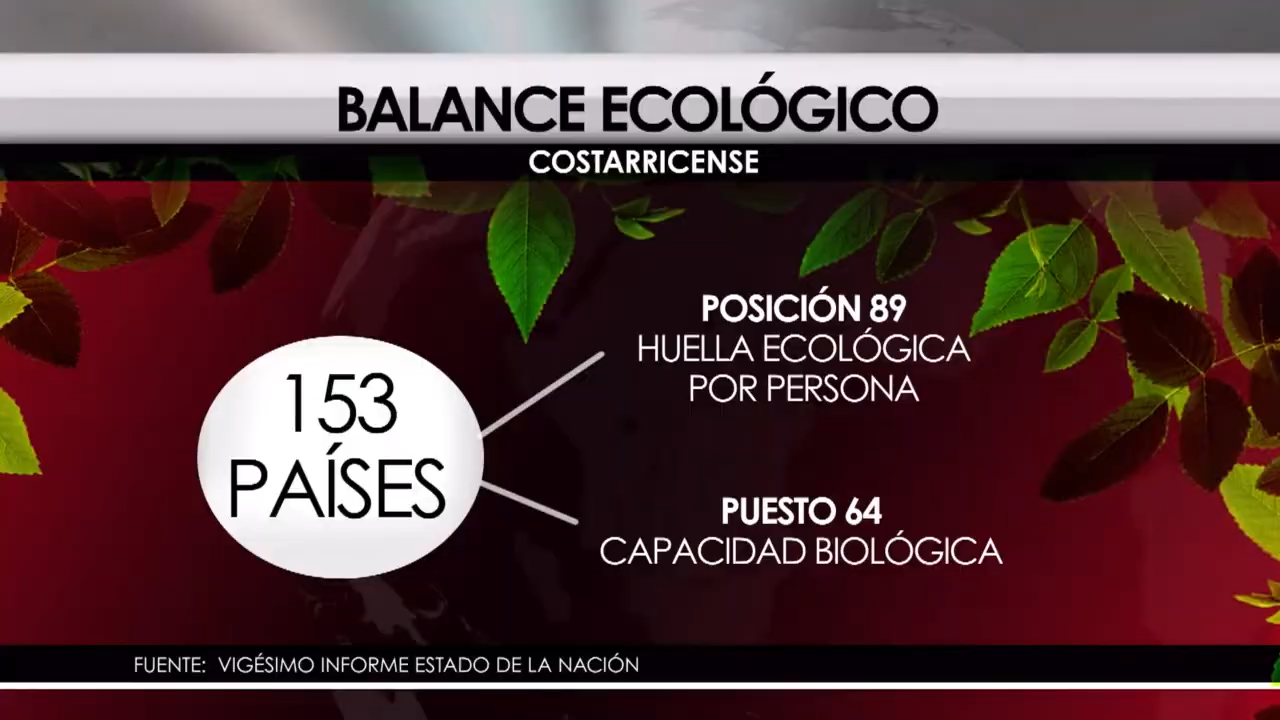 BALANCE ECOLÓGICO
COSTARRICENSE
153
PAÍSES
POSICIÓN 89
HUELLA ECOLÓGICA
POR PERSONA
PUESTO 64
CAPACIDAD BIOLÓGICA
FUENTE: VIGÉSIMO INFORME ESTADO DE LA NACIÓN